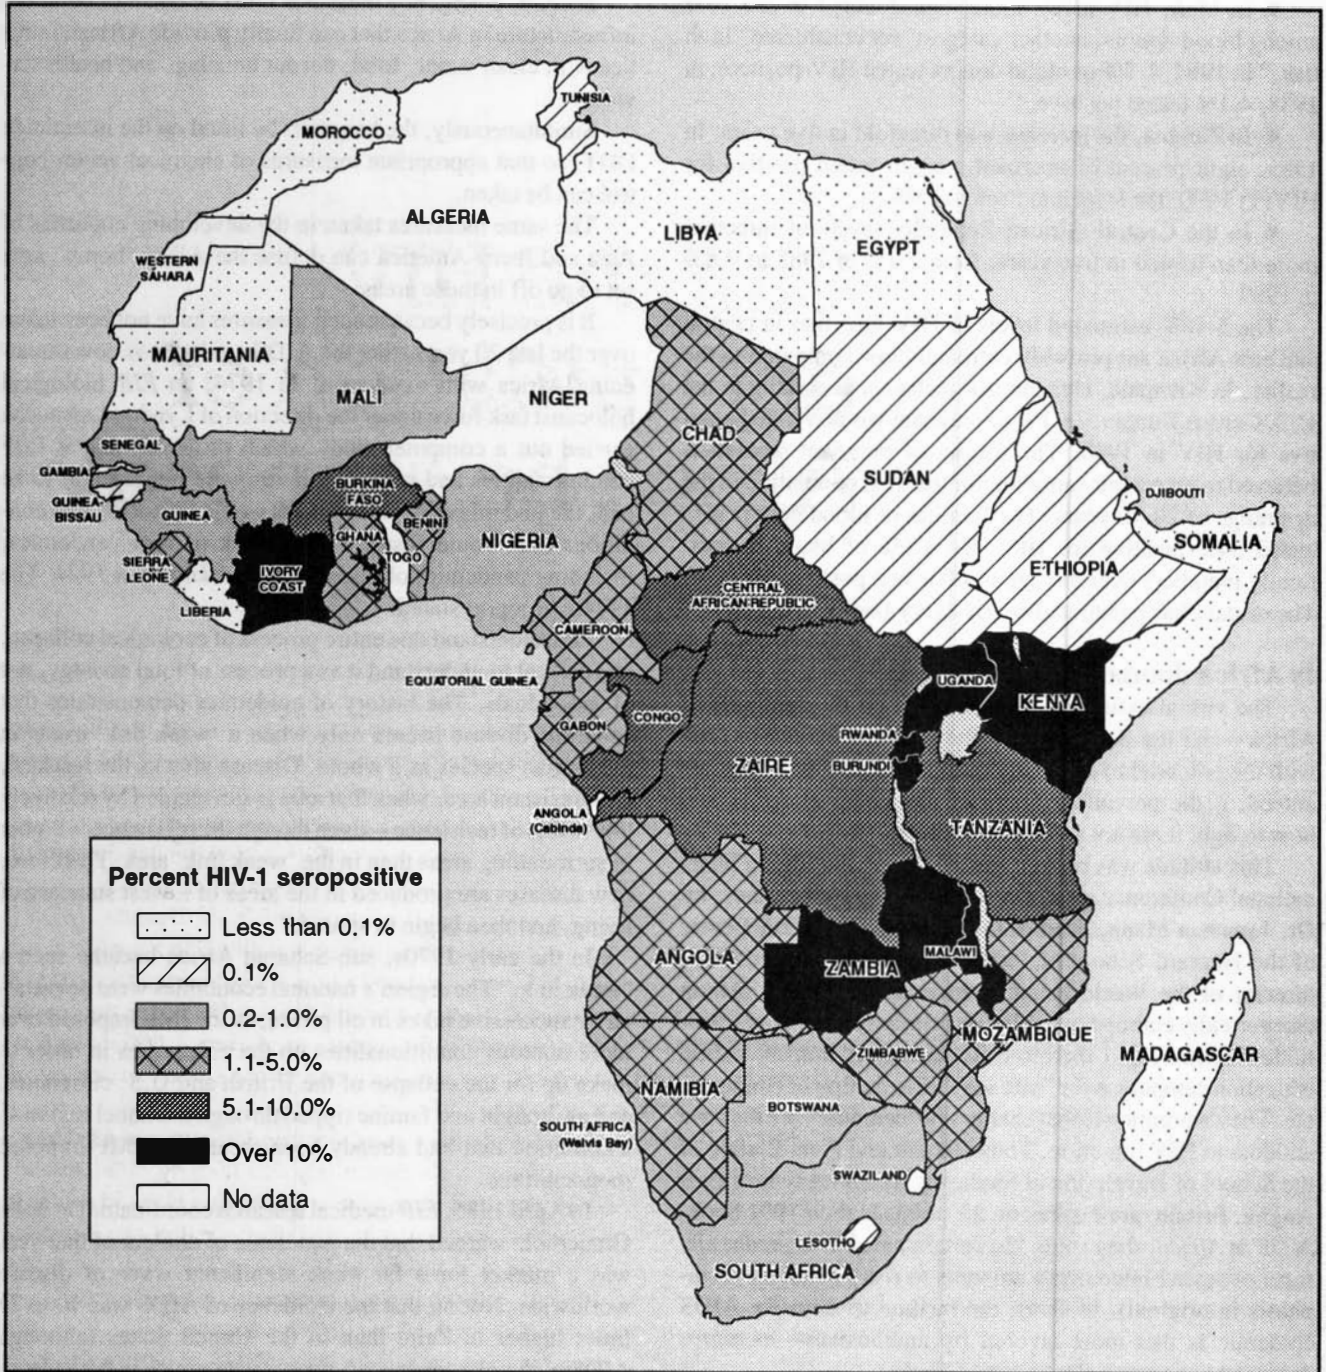 TUNISIA
MOROCCO
ALGERIA
LIBYA
EGYPT
WESTERN
SAHARA
MAURITANIA
MALI
NIGER
CHAD
SUDAN
SENEGAL
GAMBIA
GUINEA-
BISSAU
GUINEA
BURKINA
FASO
BENIN
GHANA
TOGO
NIGERIA
DJIBOUTI
SOMALIA
ETHIOPIA
SIERRA
LEONE
IVORY
COAST
LIBERIA
CENTRAL
AFRICAN REPUBLIC
CAMEROON
EQUATORIAL GUINEA
UGANDA
KENYA
GABON
CONGO
RWANDA
BURUNDI
ZAIRE
ANGOLA
(Cabinda)
TANZANIA
Percent HIV-1 seropositive
Less than 0.1%
0.1%
0.2-1.0%
1.1-5.0%
5.1-10.0%
Over 10%
No data
ANGOLA
ZAMBIA
MALAWI
MOZAMBIQUE
ZIMBABWE
MADAGASCAR
NAMIBIA
BOTSWANA
SOUTH AFRICA
(Walvis Bay)
SWAZILAND
LESOTHO
SOUTH AFRICA